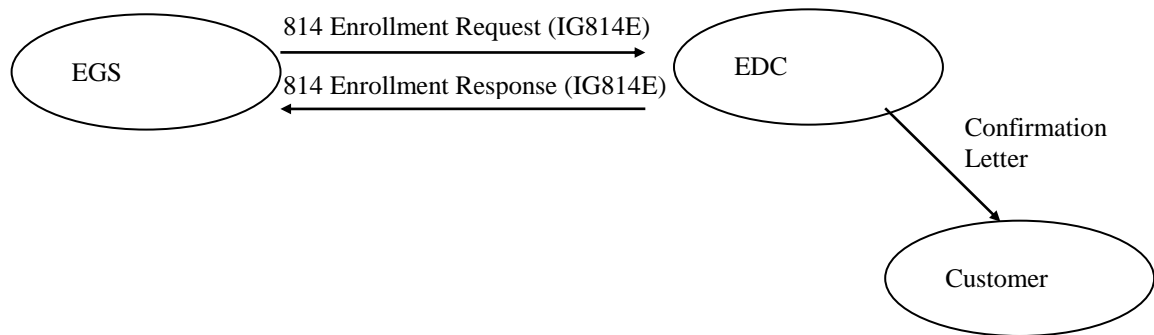 814 Enrollment Request (IG814E)
EGS
EDC
814 Enrollment Response (IG814E)
Confirmation
Letter
Customer